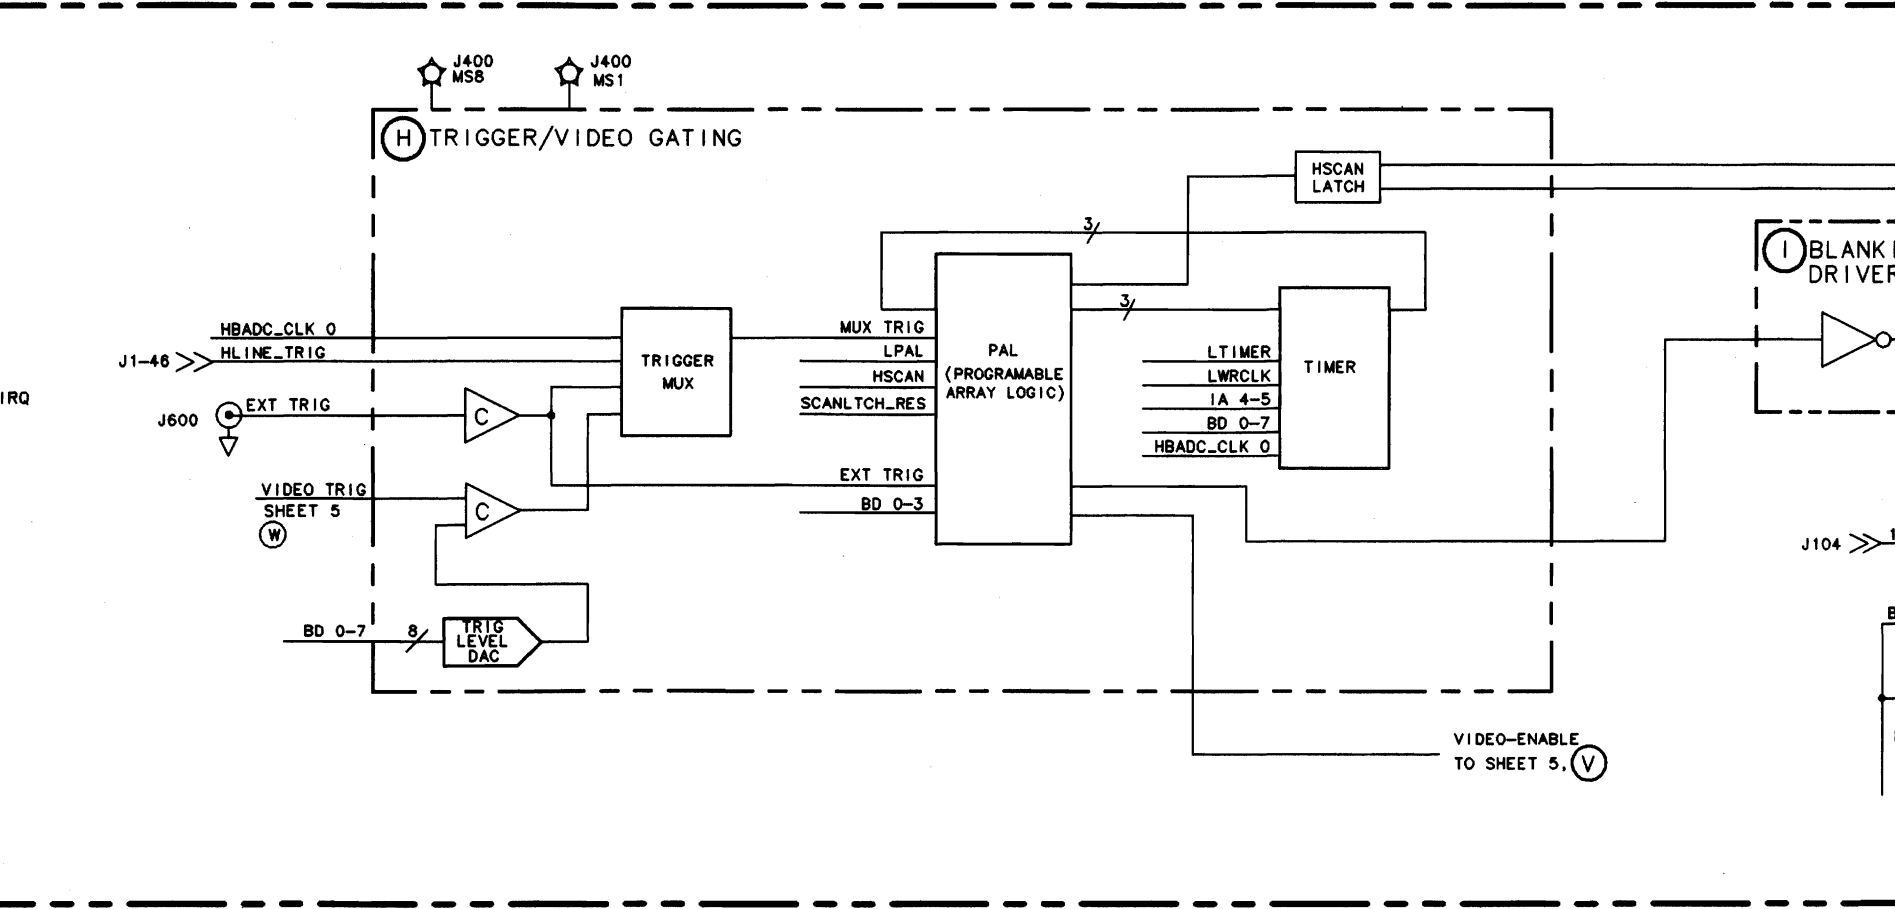 J400
MS8
J400
MS1
H
TRIGGER/VIDEO GATING
HSCAN
LATCH
3
I
BLANK
DRIVER
3
HBADC_CLK 0
J1-46
HLINE_TRIG
TRIGGER
MUX
MUX TRIG
LPAL
HSCAN
SCANLTCH_RES
PAL
(PROGRAMABLE
ARRAY LOGIC)
LTIMER
LWRCLK
IA 4-5
BD 0-7
HBADC_CLK 0
TIMER
IRQ
J600
EXT TRIG
C
EXT TRIG
BD 0-3
VIDEO TRIG
SHEET 5
W
C
J104
1
BD 0-7
8
TRIG
LEVEL
DAC
B
VIDEO-ENABLE
TO SHEET 5, V